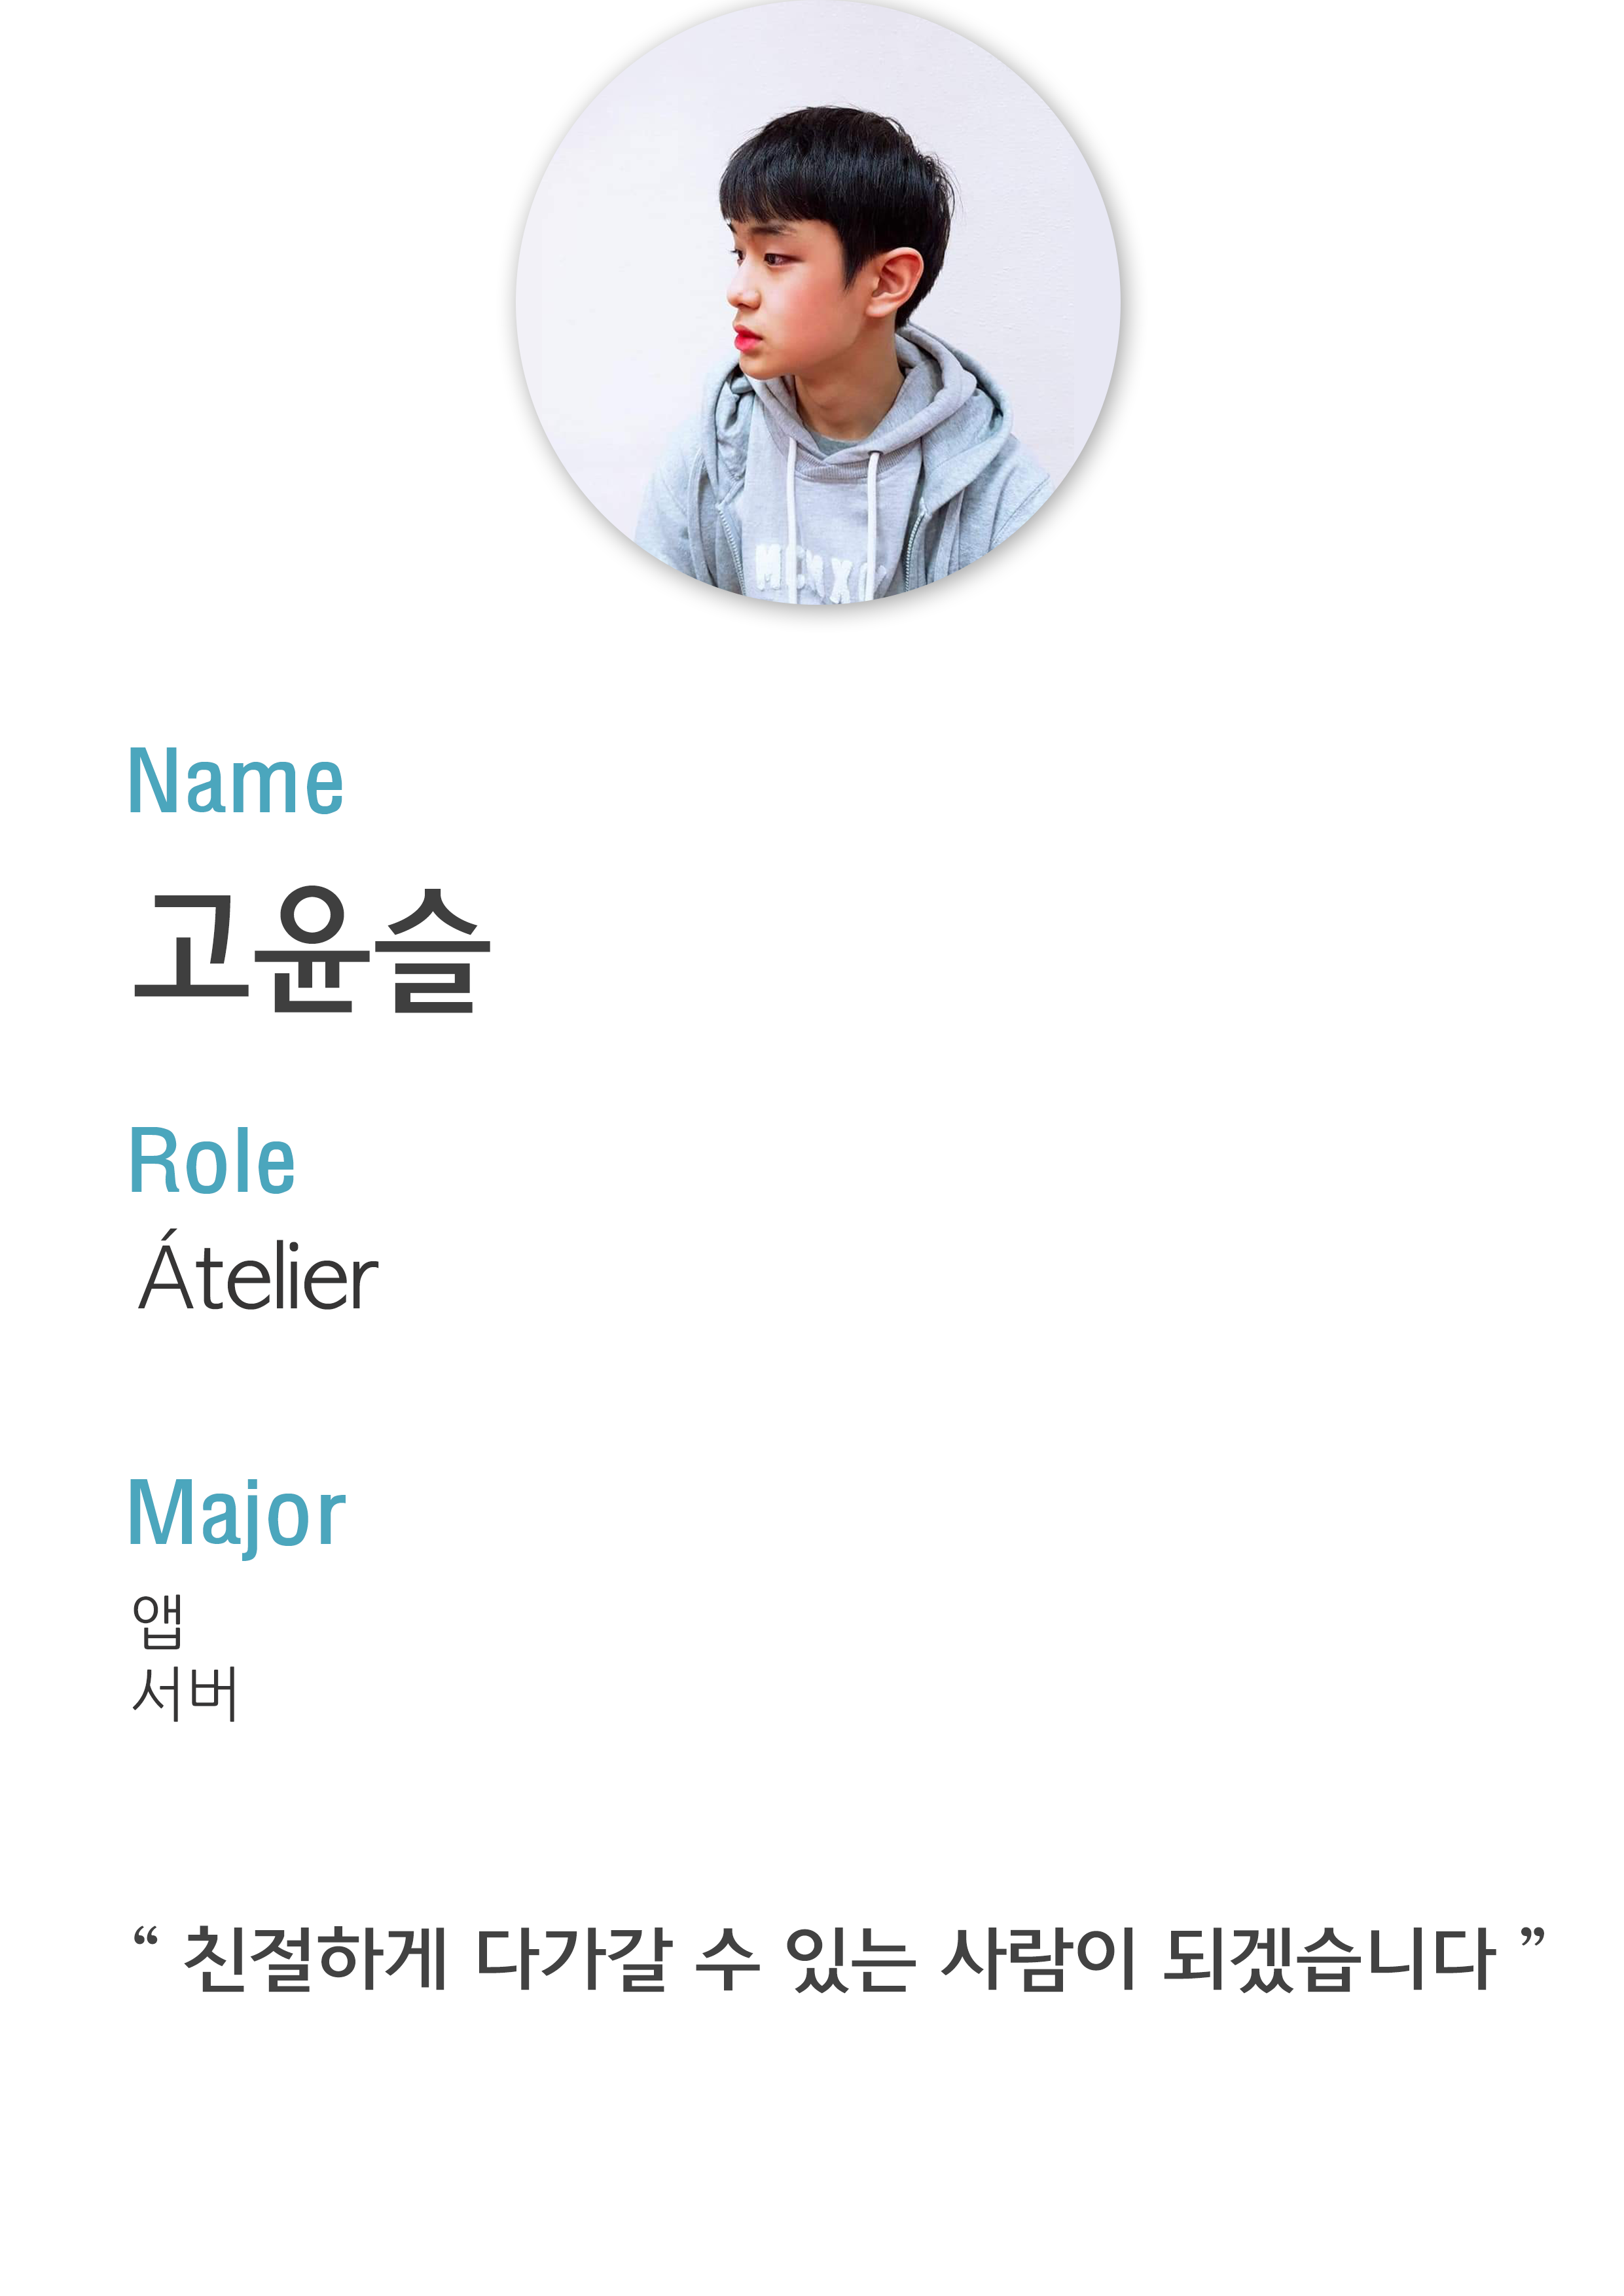 Name
고윤슬
Role
Átelier
Major
앱
서버
“ 친절하게 다가갈 수 있는 사람이 되겠습니다 ”